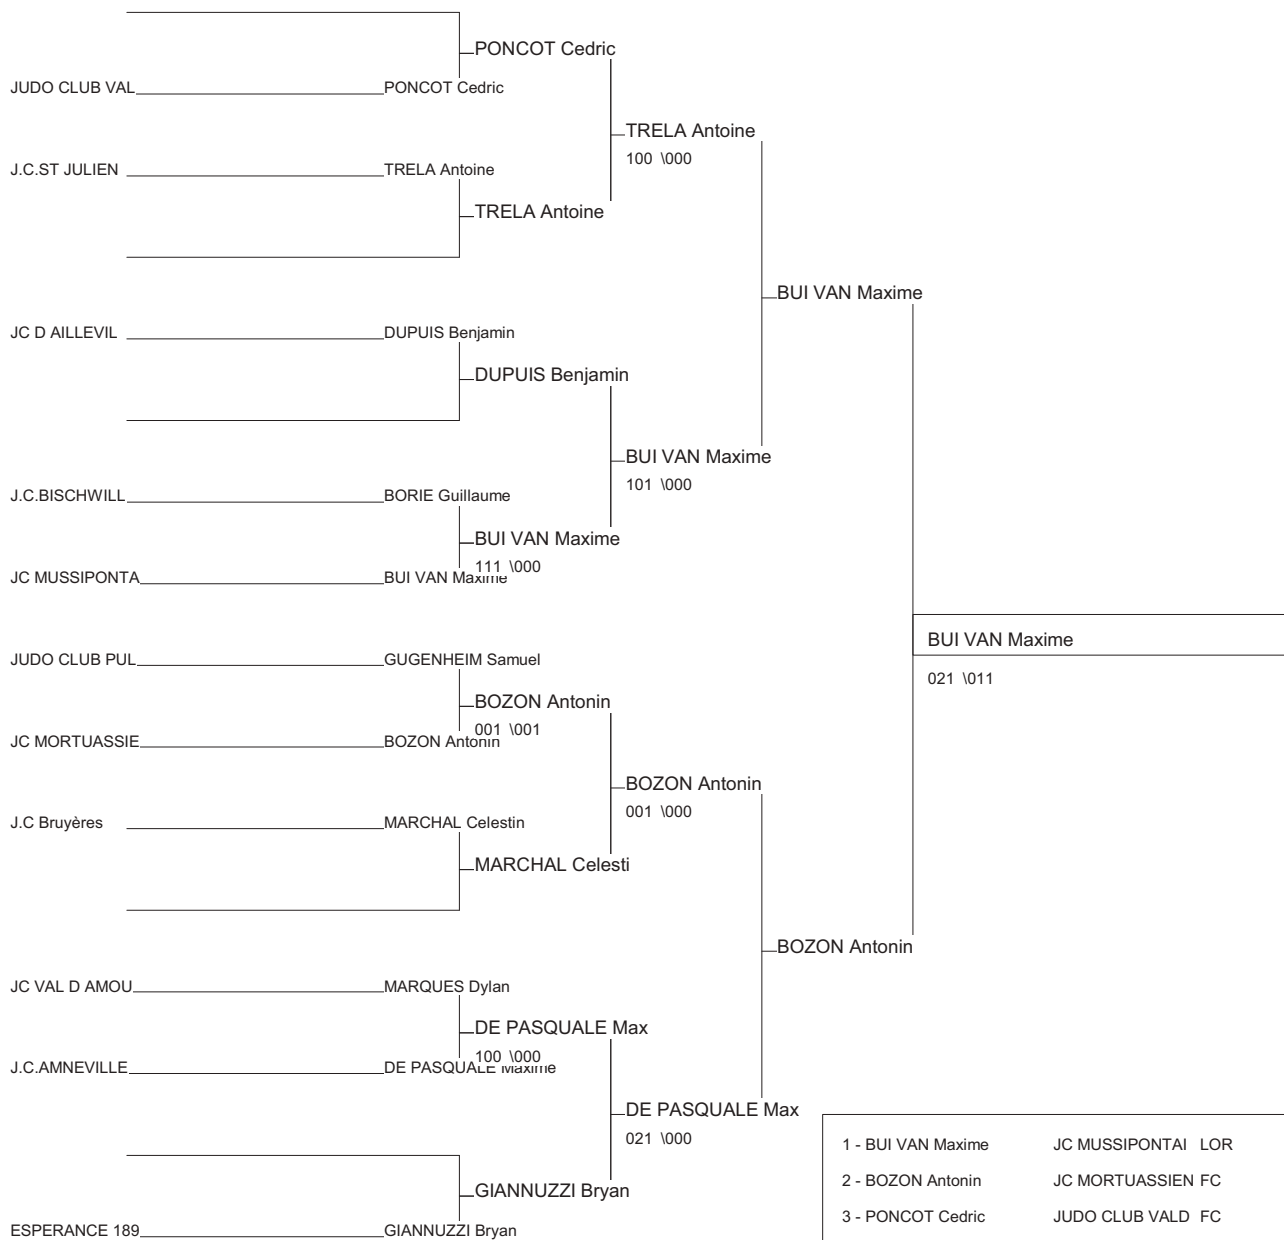 PONCOT Cedric
JUDO CLUB VAL PONCOT Cedric
TRELA Antoine
100 \000
J.C.ST JULIEN TRELA Antoine
TRELA Antoine
BUI VAN Maxime
JC D AILLEVIL DUPUIS Benjamin
DUPUIS Benjamin
BUI VAN Maxime
101 \000
J.C.BISCHWILL BORIE Guillaume
BUI VAN Maxime
111 \000
JC MUSSIPONTA BUI VAN Maxime
BUI VAN Maxime
021 \011
JUDO CLUB PUL GUGENHEIM Samuel
BOZON Antonin
001 \001
JC MORTUASSIE BOZON Antonin
BOZON Antonin
001 \000
J.C Bruyères MARCHAL Celestin
MARCHAL Celesti
BOZON Antonin
JC VAL D AMOU MARQUES Dylan
DE PASQUALE Max
100 \000
J.C.AMNEVILLE DE PASQUALE Maxime
DE PASQUALE Max
021 \000
GIANNUZZI Bryan
ESPERANCE 189 GIANNUZZI Bryan
1 - BUI VAN Maxime JC MUSSIPONTAI LOR
2 - BOZON Antonin JC MORTUASSIEN FC
3 - PONCOT Cedric JUDO CLUB VALD FC